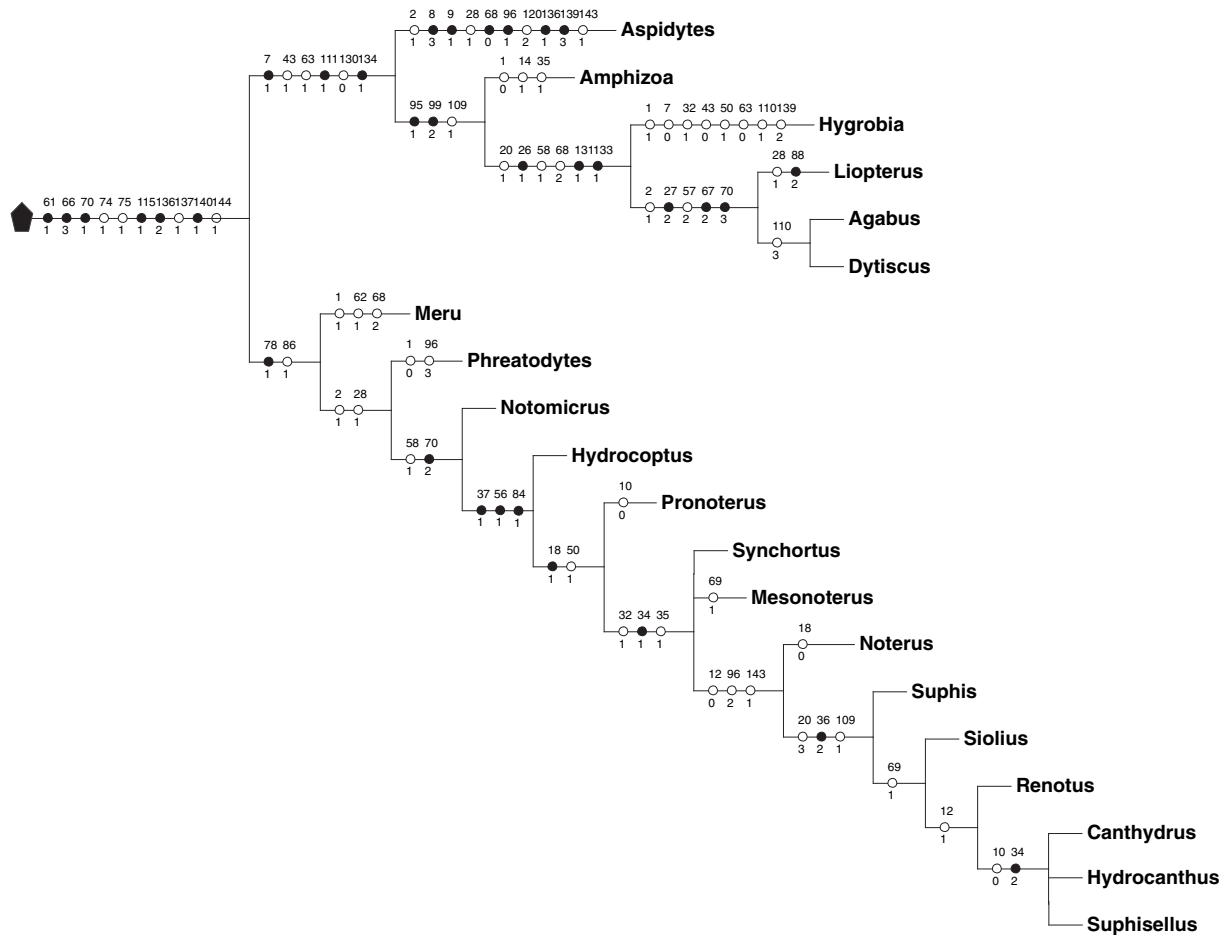 2 8 9 28 68 96 120 136 139 143
Aspidytes
1 3 1 1 0 1 2 1 3 1
7 43 63 111 130 134
1 1 1 1 0 1
1 14 35
Amphizoa
0 1 1
95 99 109
1 2 1
1 7 32 43 50 63 110 139
Hygrobia
1 0 1 0 1 0 1 2
20 26 58 68 131 133
1 1 1 2 1 1
28 88
Liopterus
1 2
2 27 57 67 70
1 2 2 2 3
61 66 70 74 75 115 136 137 140 144
1 3 1 1 1 1 2 1 1 1
Agabus
110
3
Dytiscus
1 62 68
Meru
1 1 2
78 86
1 1
1 96
Phreatodytes
0 3
2 28
1 1
Notomicrus
58 70
1 2
Hydrocoptus
37 56 84
1 1 1
10
Pronoterus
0
18 50
1 1
Synchortus
69
Mesonoterus
1
32 34 35
1 1 1
18
Noterus
0
12 96 143
0 2 1
Suphis
20 36 109
3 2 1
Siolius
69
1
Renotus
12
1
Canthydrus
10 34
0 2
Hydrocanthus
Suphisellus